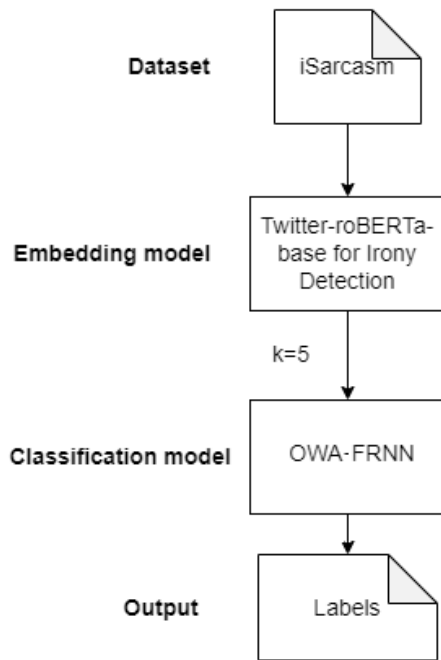 Dataset
iSarcasm
Embedding model
Twitter-roBERTa-
base for Irony
Detection
k=5
Classification model
OWA-FRNN
Output
Labels